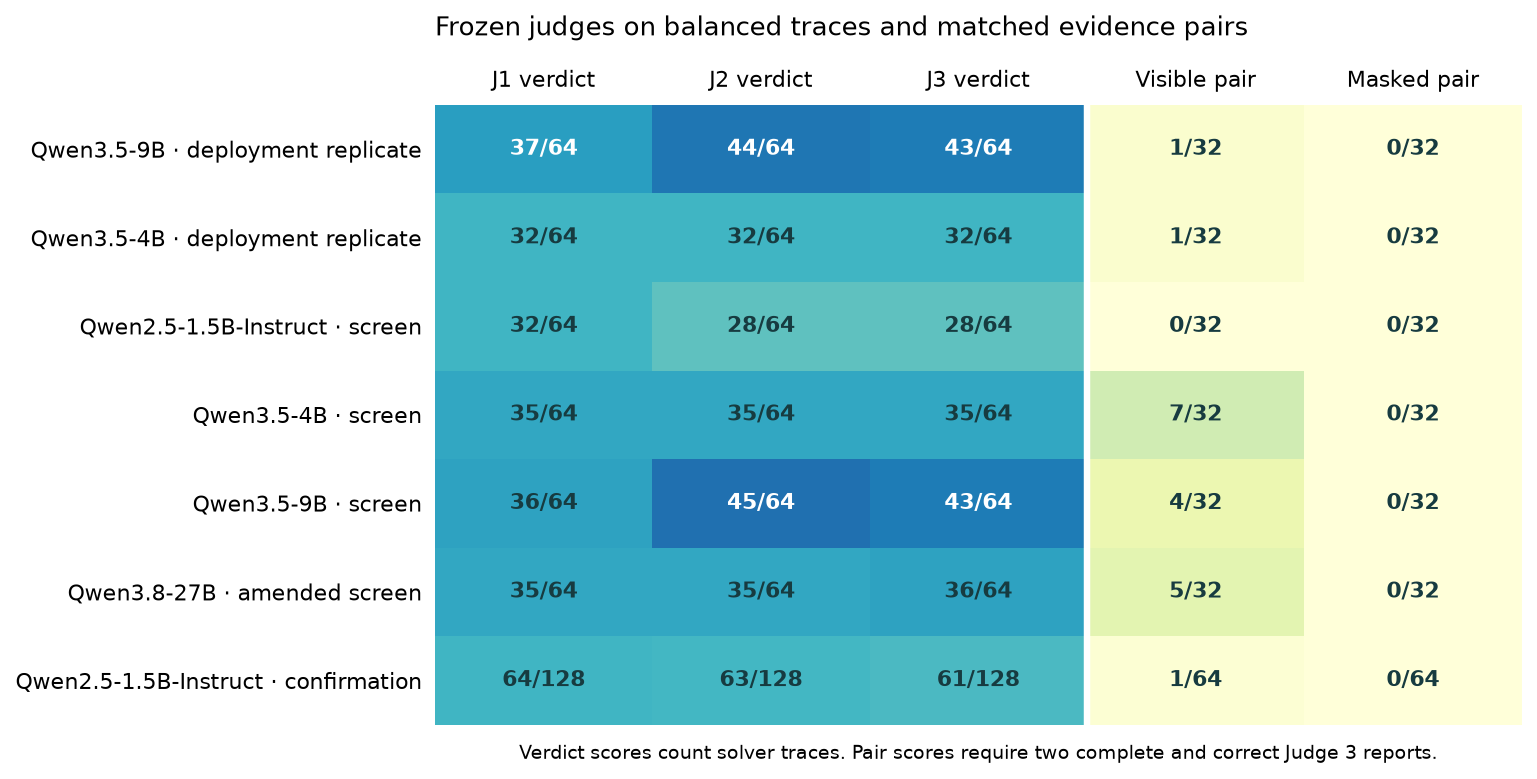 Frozen judges on balanced traces and matched evidence pairs
J1 verdict J2 verdict J3 verdict Visible pair Masked pair
Qwen3.5-9B · deployment replicate 37/64 44/64 43/64 1/32 0/32
Qwen3.5-4B · deployment replicate 32/64 32/64 32/64 1/32 0/32
Qwen2.5-1.5B-Instruct · screen 32/64 28/64 28/64 0/32 0/32
Qwen3.5-4B · screen 35/64 35/64 35/64 7/32 0/32
Qwen3.5-9B · screen 36/64 45/64 43/64 4/32 0/32
Qwen3.8-27B · amended screen 35/64 35/64 36/64 5/32 0/32
Qwen2.5-1.5B-Instruct · confirmation 64/128 63/128 61/128 1/64 0/64
Verdict scores count solver traces. Pair scores require two complete and correct Judge 3 reports.